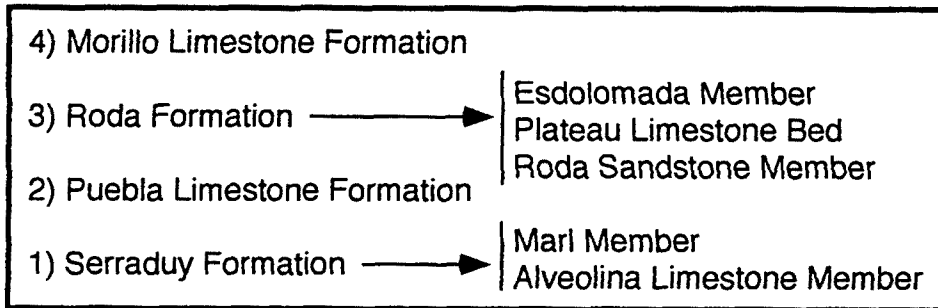 4) Morillo Limestone Formation
3) Roda Formation
Esdolomada Member
Plateau Limestone Bed
Roda Sandstone Member
2) Puebla Limestone Formation
1) Serraduy Formation
Marl Member
Alveolina Limestone Member